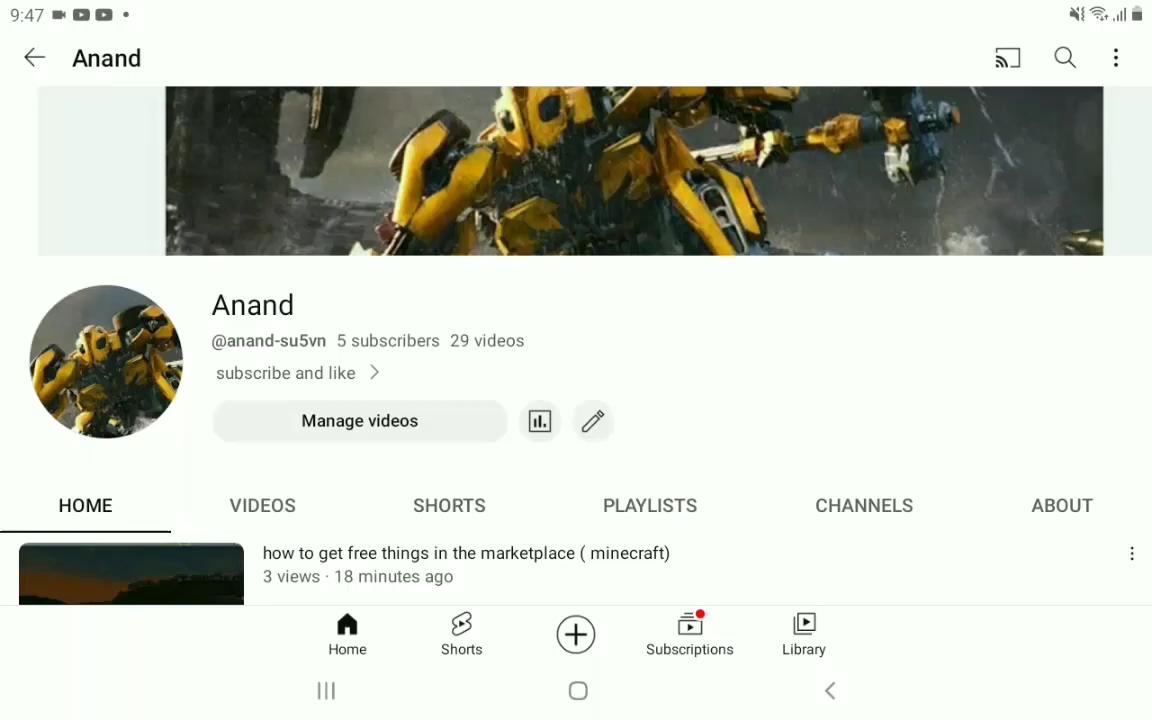 9:47
Anand
Anand
@anand-su5vn 5 subscribers 29 videos
subscribe and like
Manage videos
HOME VIDEOS SHORTS PLAYLISTS CHANNELS ABOUT
how to get free things in the marketplace ( minecraft)
3 views · 18 minutes ago
Home Shorts Subscriptions Library